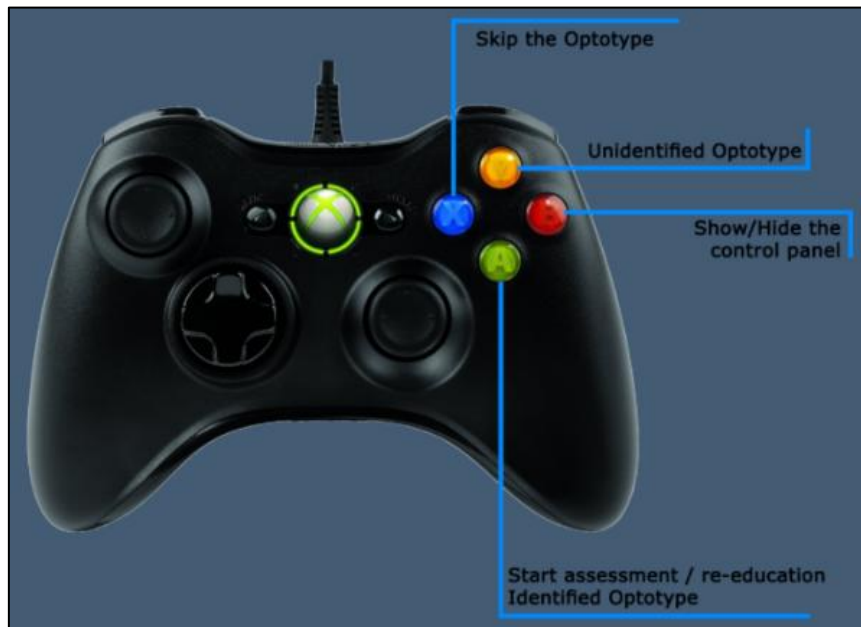 Skip the Optotype
Unidentified Optotype
Y
X
B
Show/Hide the
control panel
A
Start assessment / re-education
Identified Optotype